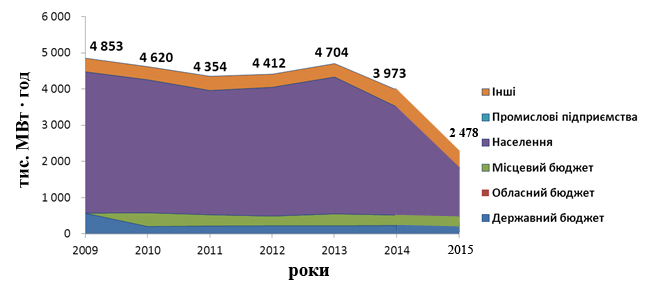 6 000
5 000
4 000
3 000
2 000
1 000
0
тис. МВт · год
4 853
4 620
4 354
4 412
4 704
3 973
2 478
2009 2010 2011 2012 2013 2014 2015
роки
Інші
Промислові підприємства
Населення
Місцевий бюджет
Обласний бюджет
Державний бюджет